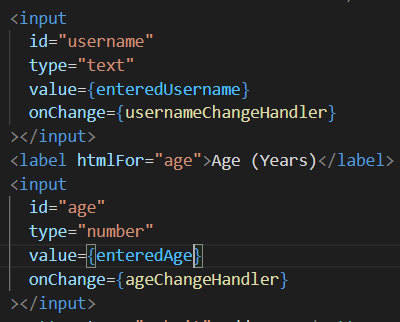 <input
id="username"
type="text"
value={enteredUsername}
onChange={usernameChangeHandler}
></input>
<label htmlFor="age">Age (Years)</label>
<input
id="age"
type="number"
value={enteredAge}
onChange={ageChangeHandler}
></input>